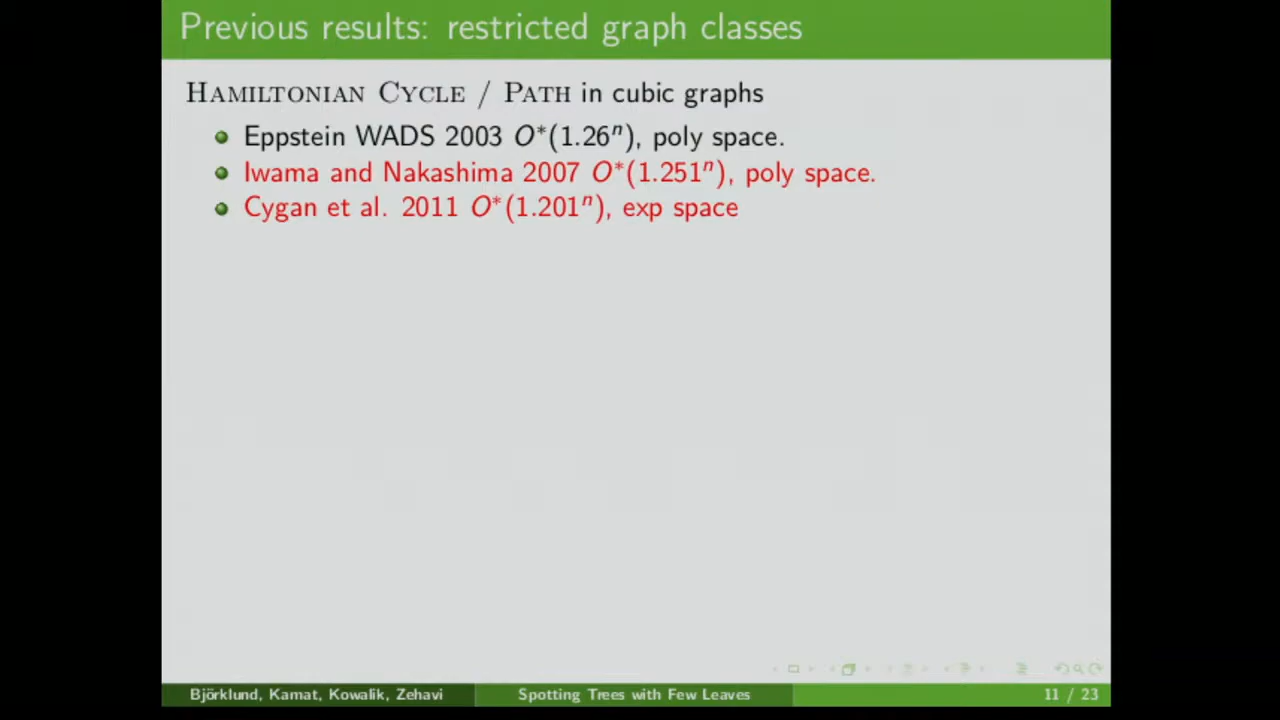 Previous results: restricted graph classes
Hamiltonian Cycle / Path in cubic graphs
Eppstein WADS 2003 O*(1.26ⁿ), poly space.
Iwama and Nakashima 2007 O*(1.251ⁿ), poly space.
Cygan et al. 2011 O*(1.201ⁿ), exp space
Björklund, Kamat, Kowalik, Zehavi Spotting Trees with Few Leaves 11 / 23